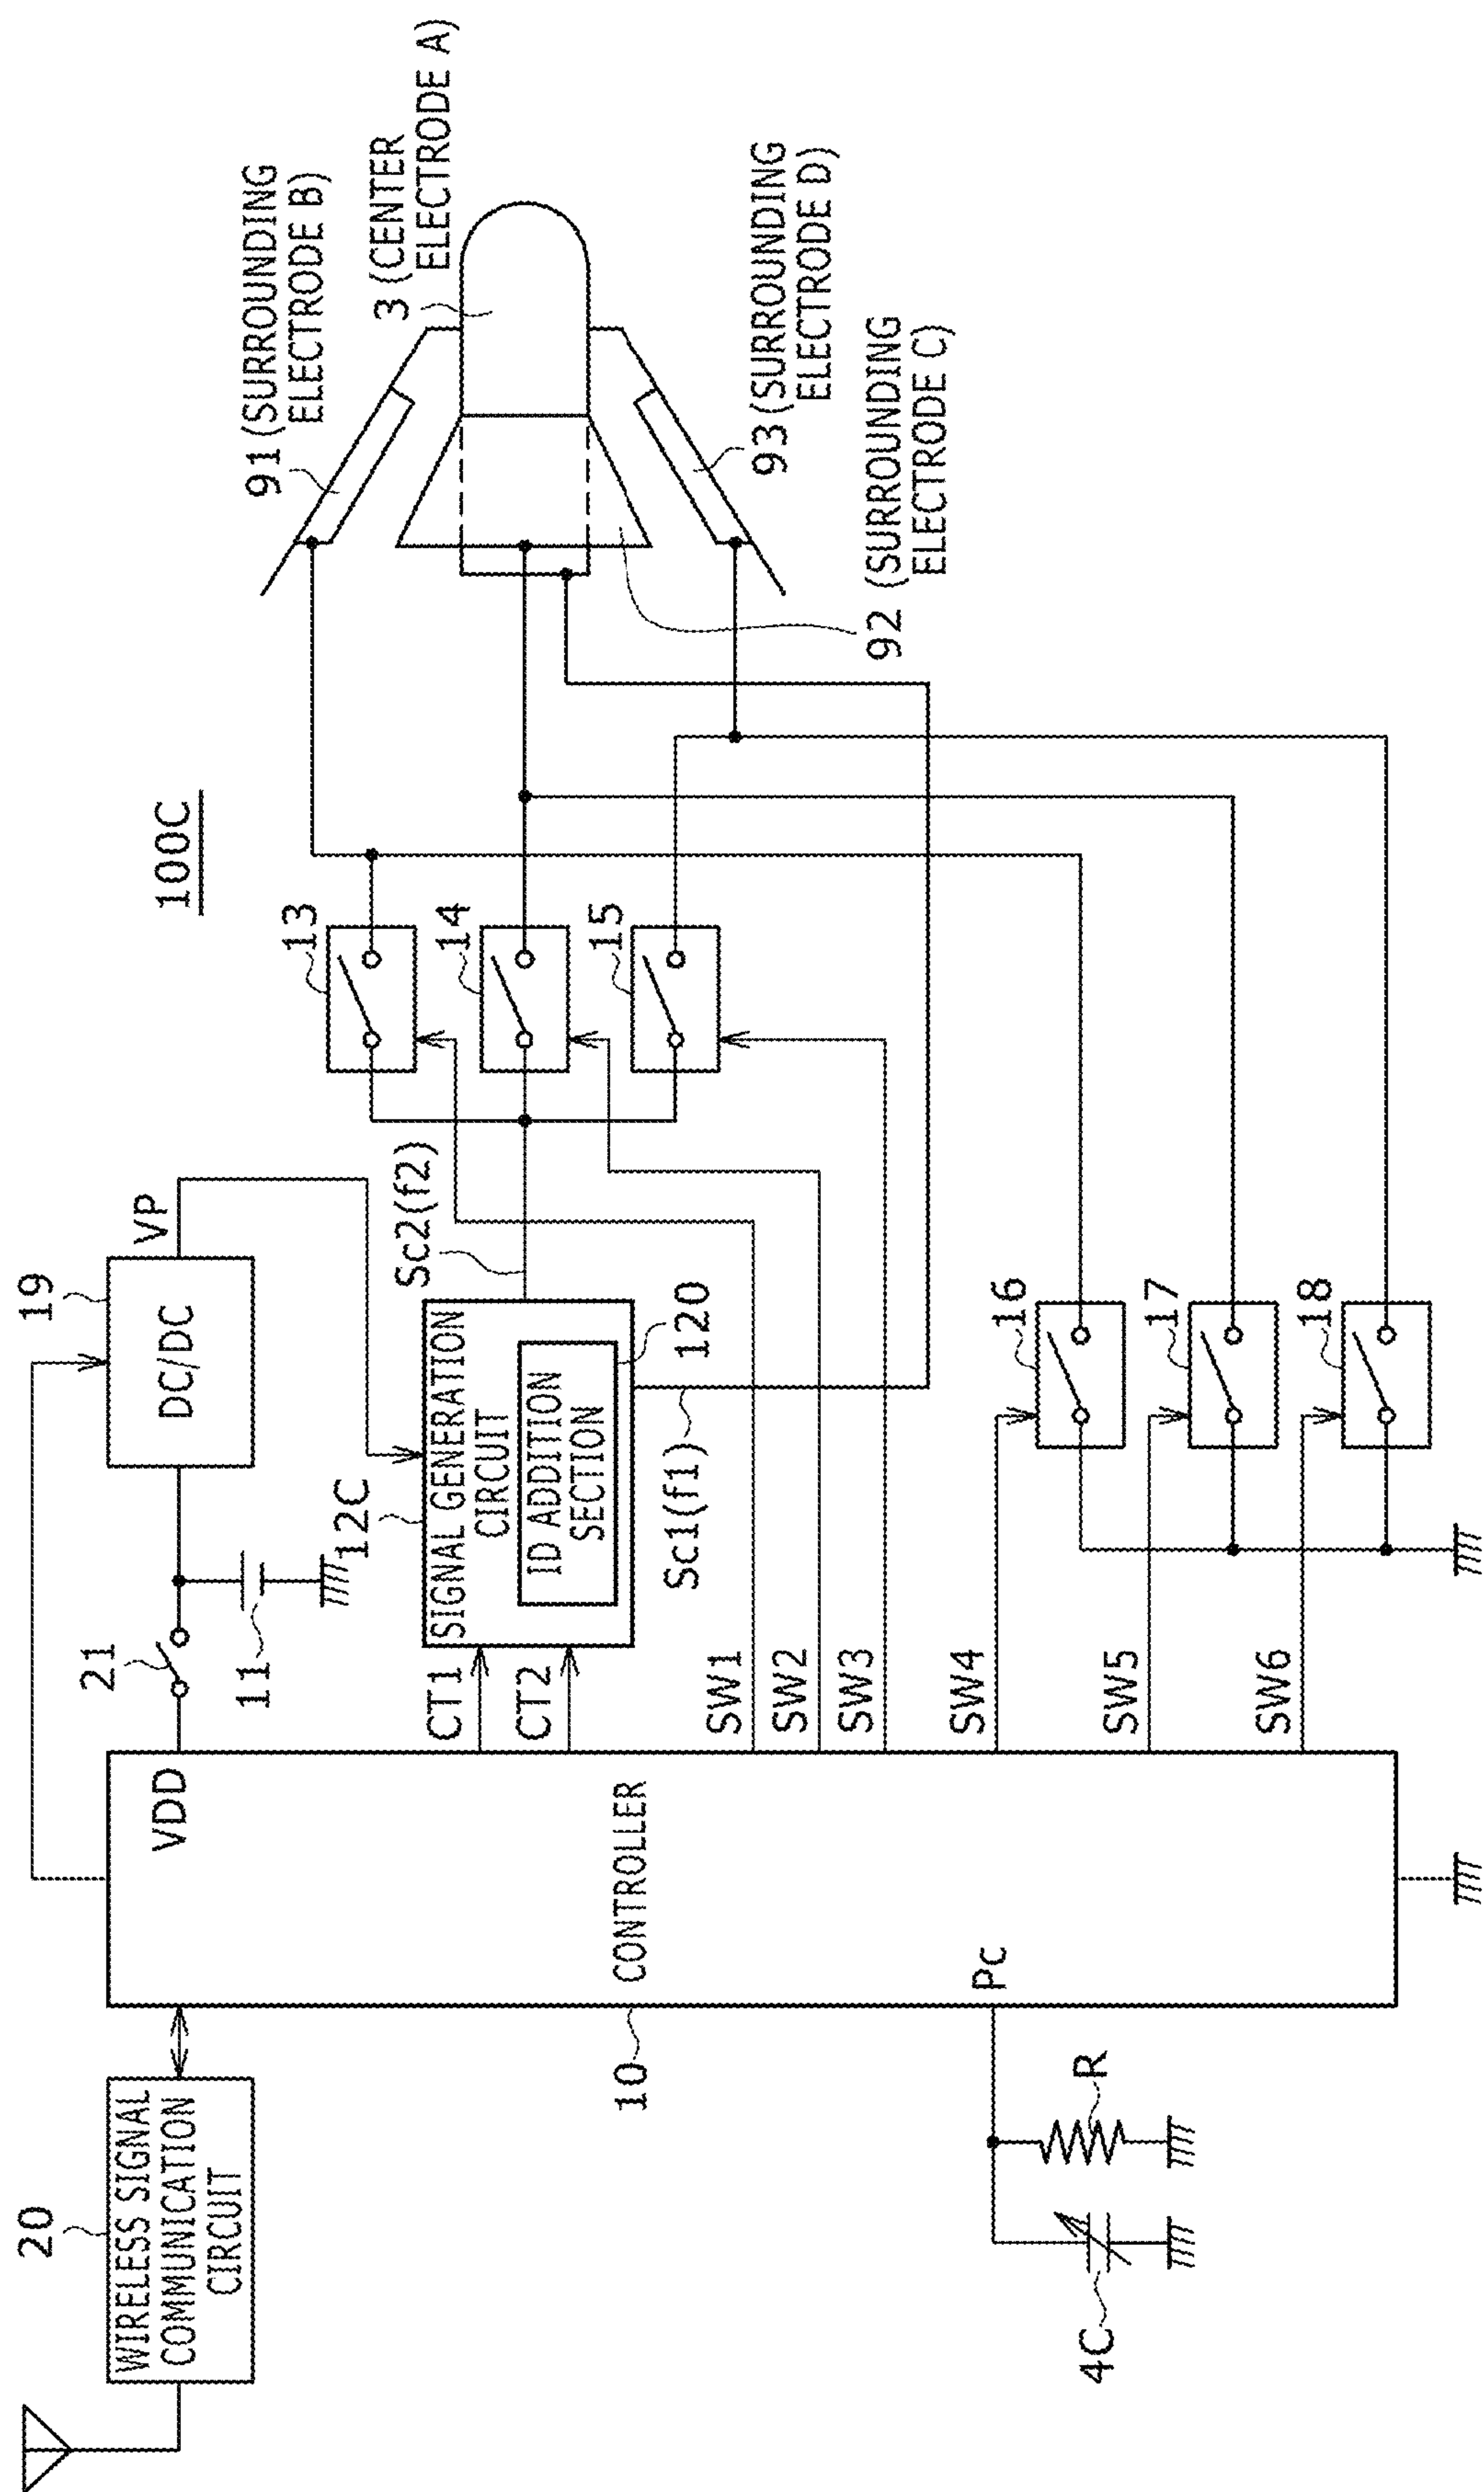 100C
20
WIRELESS SIGNAL
COMMUNICATION
CIRCUIT
VDD
21
11
19
DC/DC
VP
91 (SURROUNDING
ELECTRODE B)
3 (CENTER
ELECTRODE A)
12C
SIGNAL GENERATION
CIRCUIT
ID ADDITION
SECTION
120
CT1
CT2
Sc2(f2)
Sc1(f1)
13
14
15
93 (SURROUNDING
ELECTRODE D)
92 (SURROUNDING
ELECTRODE C)
CONTROLLER
10
SW1
SW2
SW3
SW4
SW5
SW6
16
17
18
Pc
R
4C